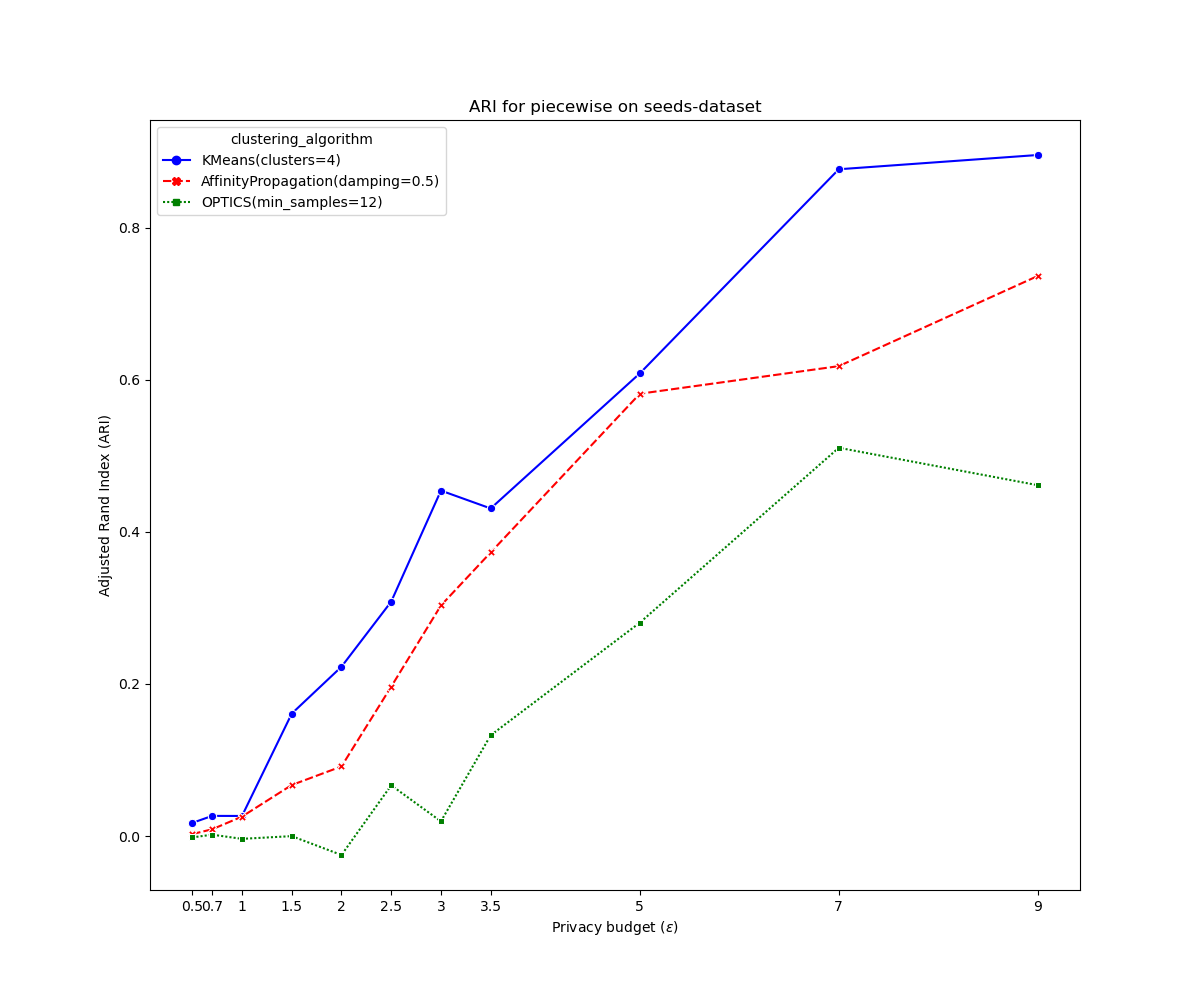 ARI for piecewise on seeds-dataset
clustering_algorithm
KMeans(clusters=4)
AffinityPropagation(damping=0.5)
OPTICS(min_samples=12)
0.8
0.6
0.4
0.2
0.0
Adjusted Rand Index (ARI)
0.5 0.7 1 1.5 2 2.5 3 3.5 5 7 9
Privacy budget (ε)